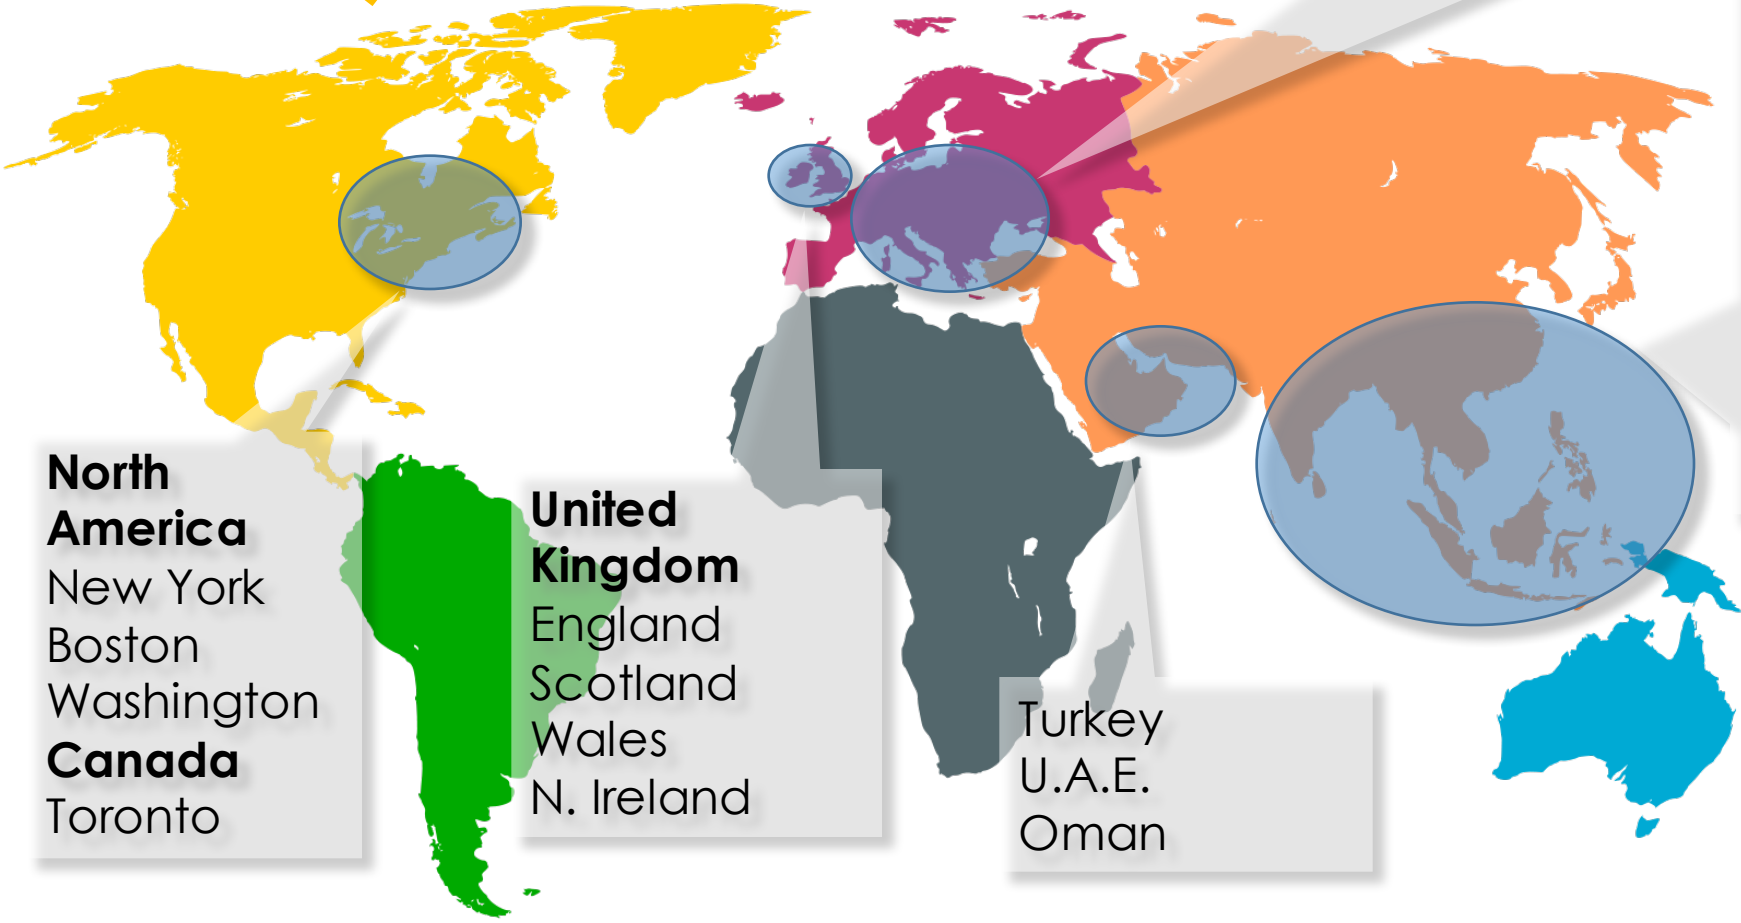 North
America
New York
Boston
Washington
Canada
Toronto
United
Kingdom
England
Scotland
Wales
N. Ireland
Turkey
U.A.E.
Oman